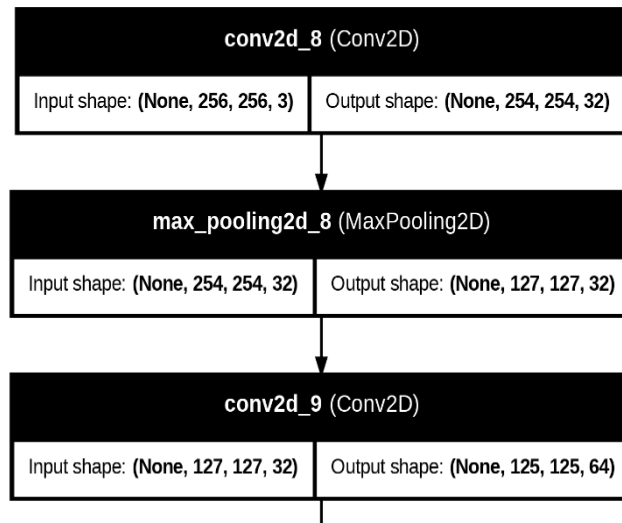 conv2d_8 (Conv2D)
Input shape: (None, 256, 256, 3) Output shape: (None, 254, 254, 32)
max_pooling2d_8 (MaxPooling2D)
Input shape: (None, 254, 254, 32) Output shape: (None, 127, 127, 32)
conv2d_9 (Conv2D)
Input shape: (None, 127, 127, 32) Output shape: (None, 125, 125, 64)